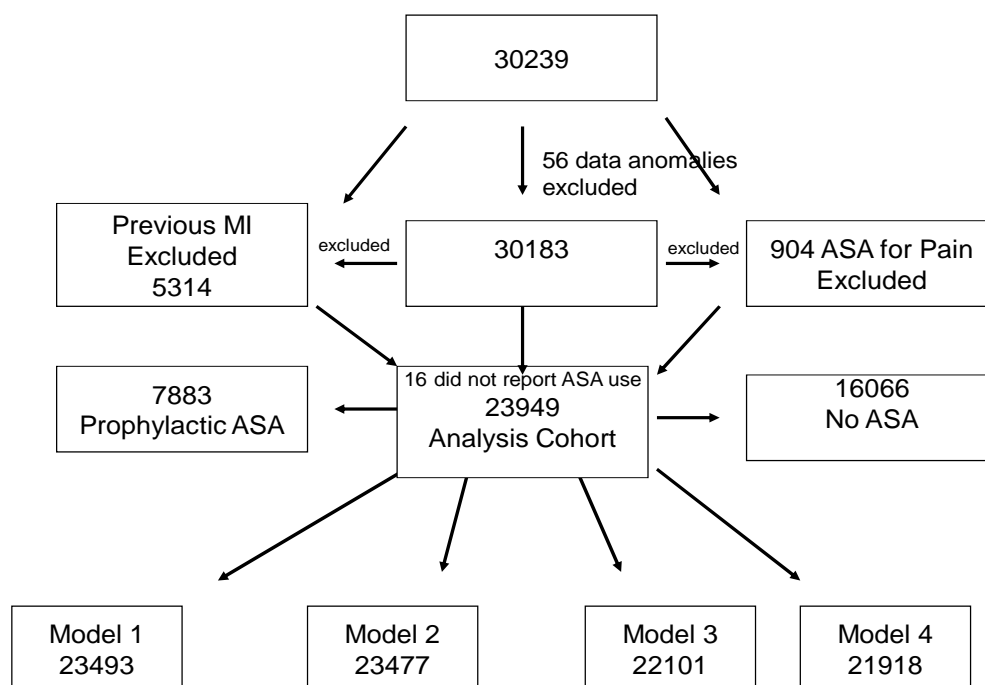 30239
56 data anomalies
excluded
Previous MI
Excluded
5314
excluded
30183
excluded
904 ASA for Pain
Excluded
7883
Prophylactic ASA
16 did not report ASA use
23949
Analysis Cohort
16066
No ASA
Model 1
23493
Model 2
23477
Model 3
22101
Model 4
21918